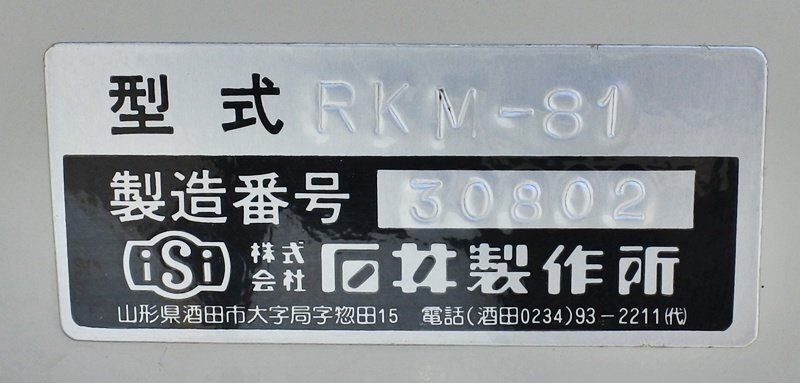 型式 RKM-81
製造番号 30802
iSi 株式会社 石井製作所
山形県酒田市大字局字惣田15 電話(酒田0234)93-2211(代)